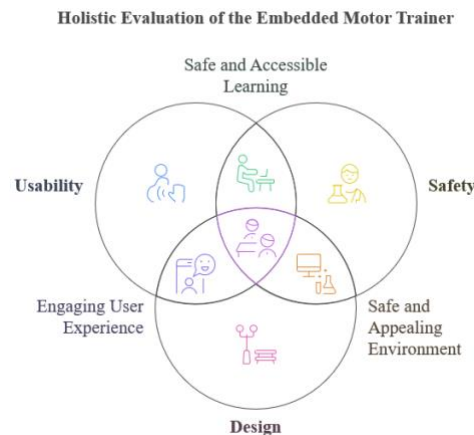 Holistic Evaluation of the Embedded Motor Trainer
Safe and Accessible
Learning
Usability
Safety
Engaging User
Experience
Safe and
Appealing
Environment
Design